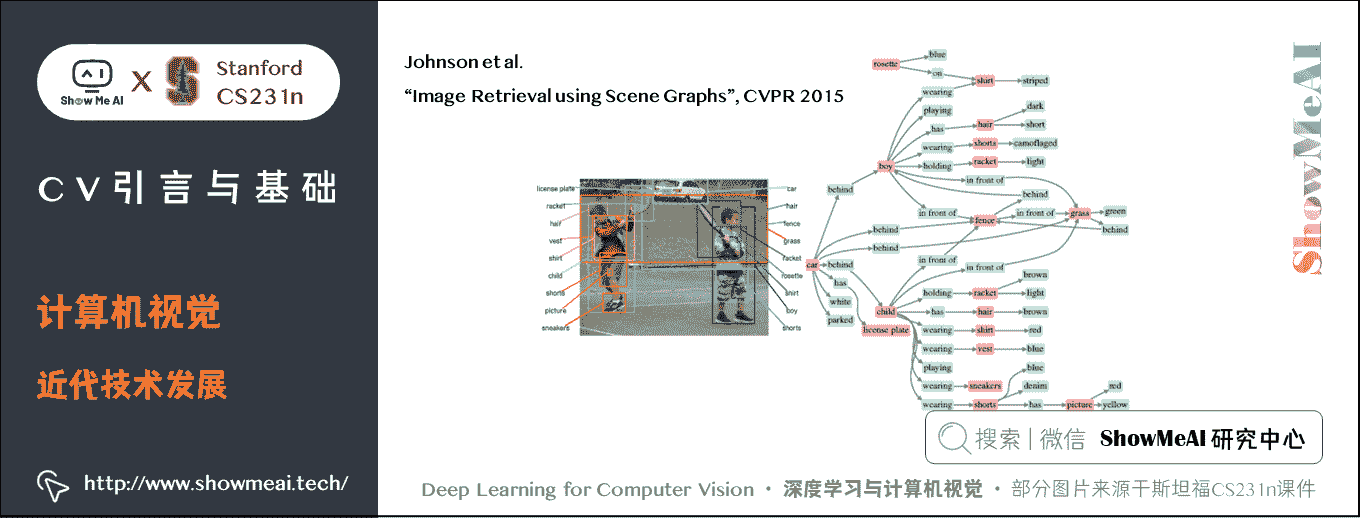 Show Me AI
X
Stanford
CS231n
CV引言与基础
计算机视觉
近代技术发展
http://www.showmeai.tech/
Johnson et al.
“Image Retrieval using Scene Graphs”, CVPR 2015
license plate
racket
hair
vest
shirt
child
shorts
picture
sneakers
car
hair
fence
grass
racket
rosette
shirt
boy
shorts
rosette
blue
on
shirt
striped
wearing
playing
has
hair
dark
short
wearing
shorts
camoflaged
boy
holding
racket
light
behind
in front of
behind
in front of
fence
in front of
grass
green
behind
behind
behind
car
behind
in front of
in front of
has
white
parked
license plate
child
holding
racket
brown
light
has
hair
brown
wearing
shirt
red
wearing
vest
blue
playing
wearing
sneakers
blue
denim
wearing
shorts
has
picture
red
yellow
搜索 | 微信 ShowMeAI 研究中心
Deep Learning for Computer Vision · 深度学习与计算机视觉 · 部分图片来源于斯坦福CS231n课件
ShowMeAI